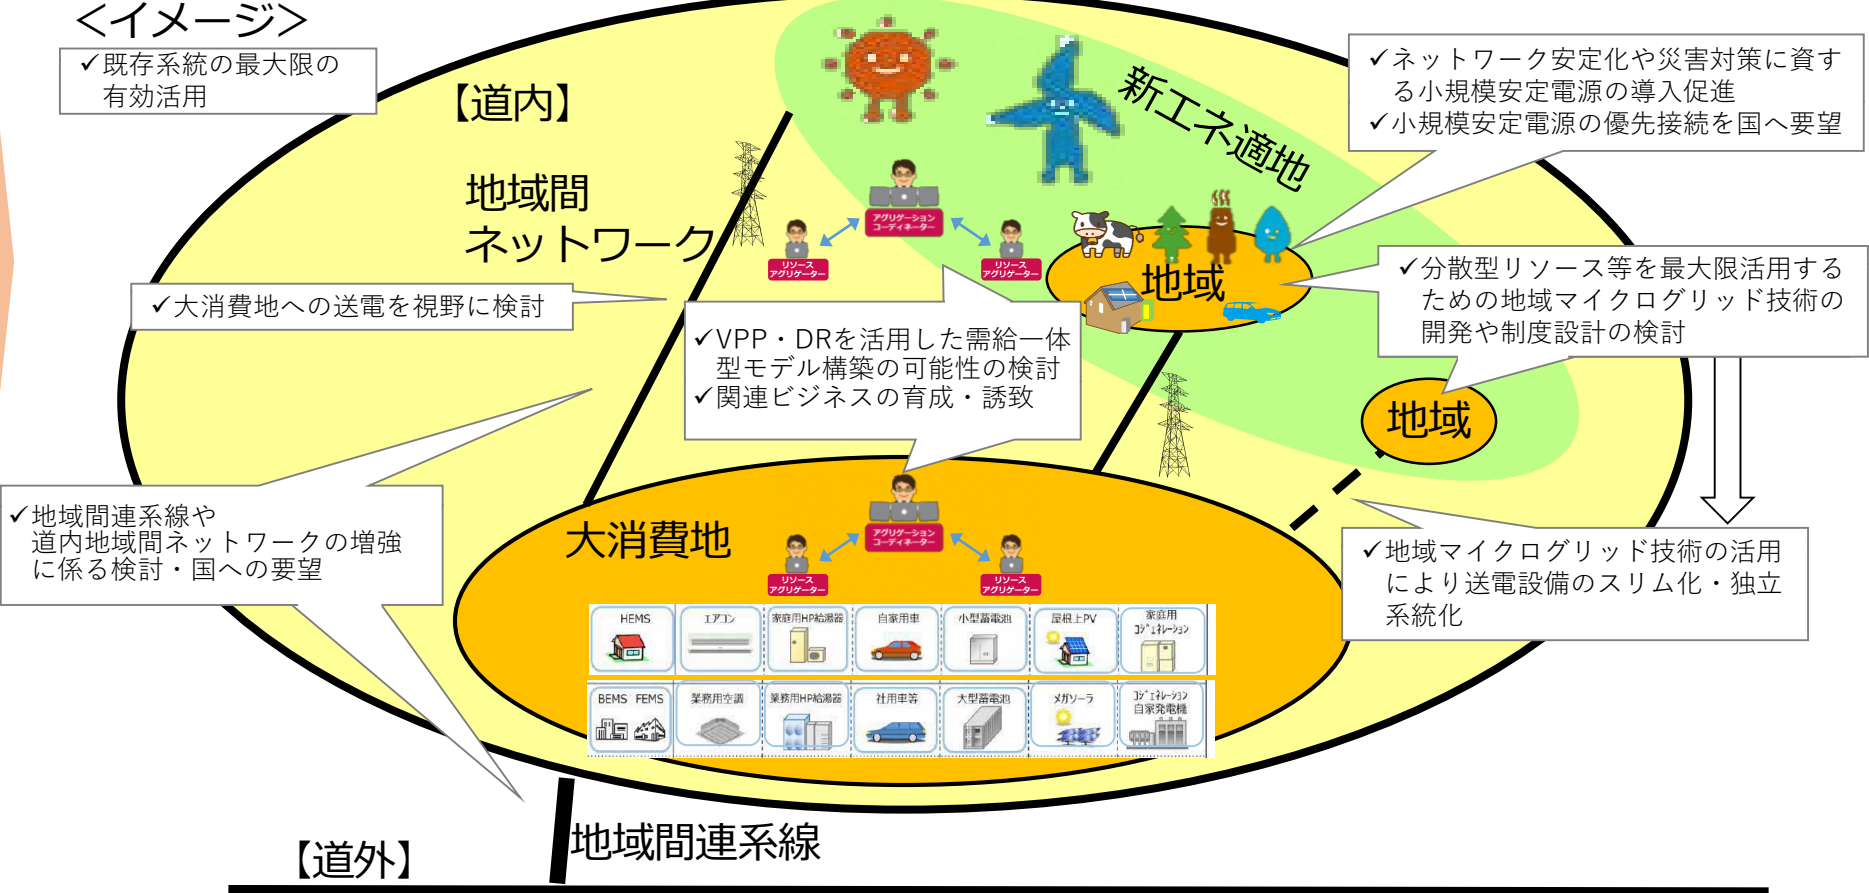 ＜イメージ＞
✓既存系統の最大限の
有効活用
【道内】
地域間
ネットワーク
新エネ適地
✓ネットワーク安定化や災害対策に資す
る小規模安定電源の導入促進
✓小規模安定電源の優先接続を国へ要望
アグリゲーション
コーディネーター
リソース
アグリゲーター
リソース
アグリゲーター
地域
✓分散型リソース等を最大限活用する
ための地域マイクログリッド技術の
開発や制度設計の検討
✓大消費地への送電を視野に検討
✓VPP・DRを活用した需給一体
型モデル構築の可能性の検討
✓関連ビジネスの育成・誘致
地域
✓地域間連系線や
道内地域間ネットワークの増強
に係る検討・国への要望
大消費地
アグリゲーション
コーディネーター
リソース
アグリゲーター
リソース
アグリゲーター
✓地域マイクログリッド技術の活用
により送電設備のスリム化・独立
系統化
HEMS
エアコン
家庭用HP給湯器
自家用車
小型蓄電池
屋根上PV
家庭用
コジェネレーション
BEMS FEMS
業務用空調
業務用HP給湯器
社用車等
大型蓄電池
メガソーラ
コジェネレーション
自家発電機
地域間連系線
【道外】